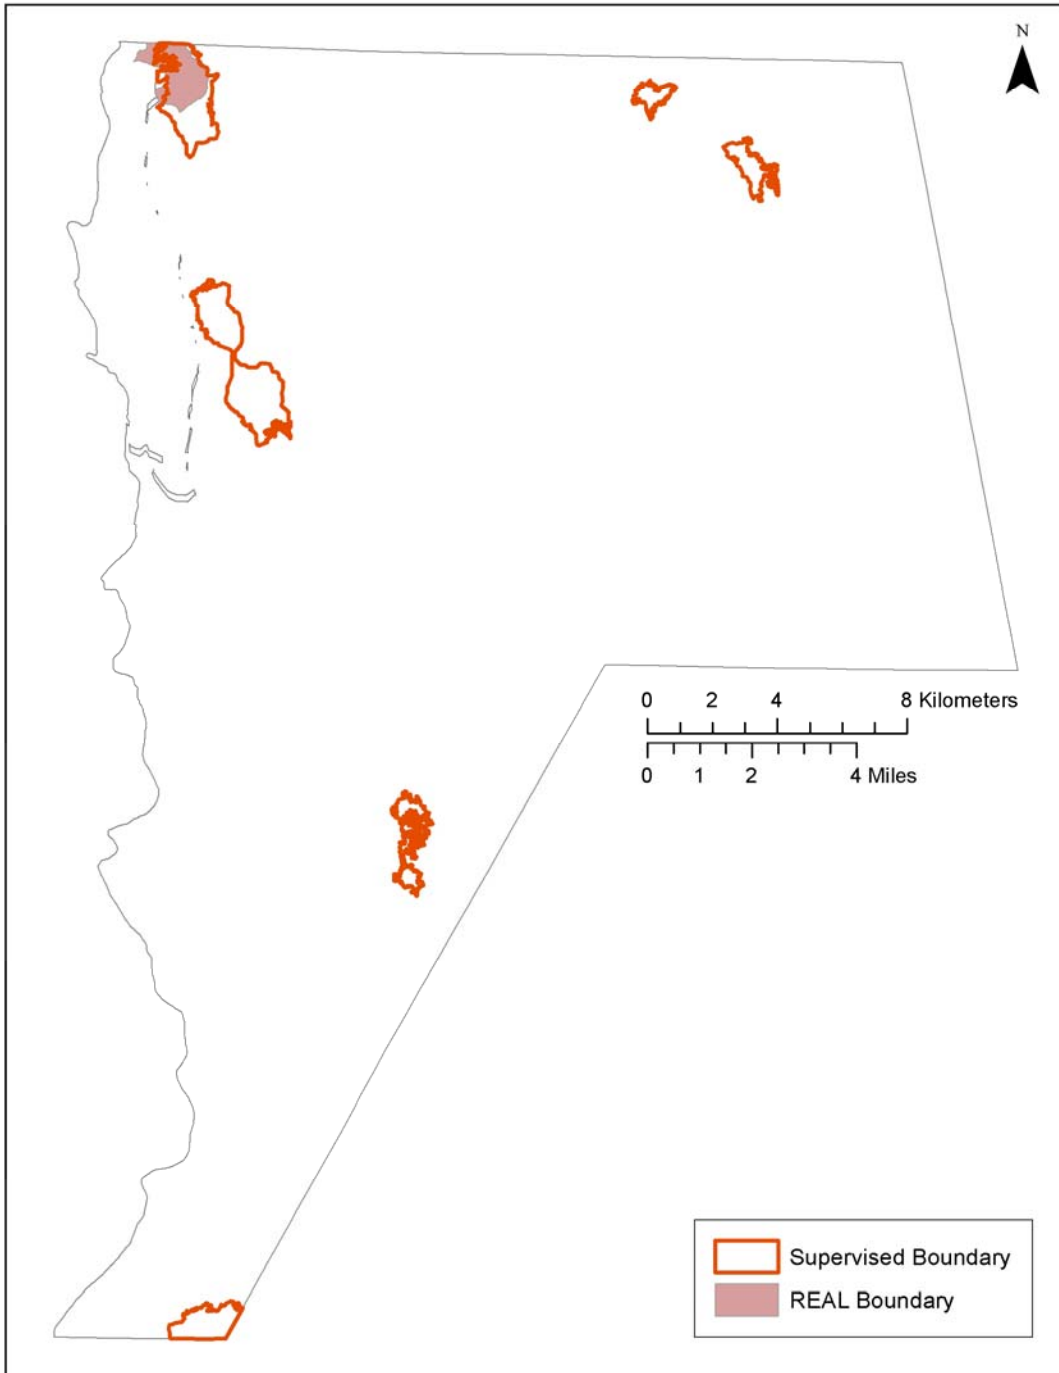 N
0 2 4 8 Kilometers
0 1 2 4 Miles
Supervised Boundary
REAL Boundary